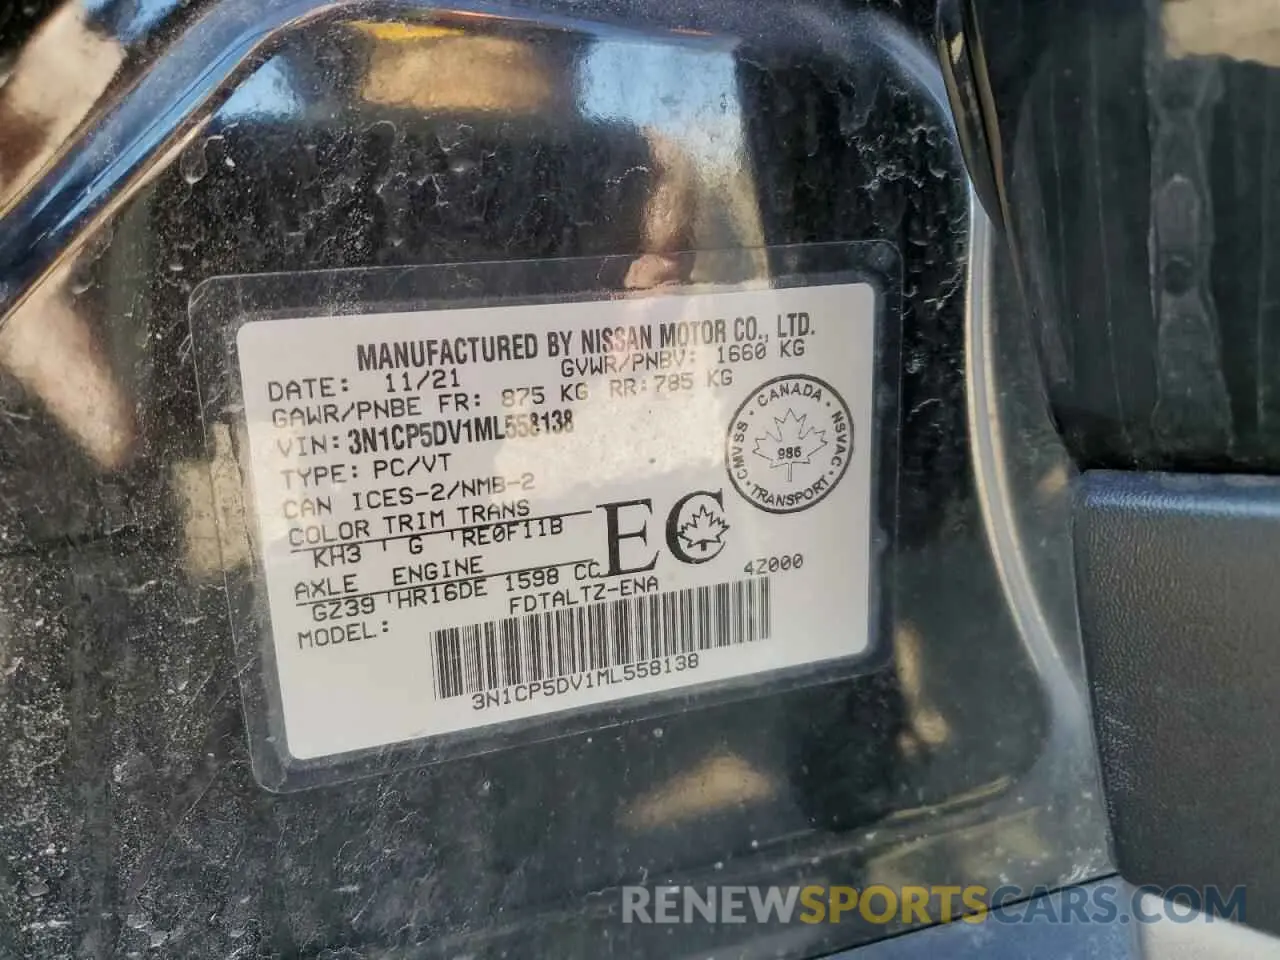 MANUFACTURED BY NISSAN MOTOR CO., LTD.
DATE: 11/21 GVWR/PNBV: 1660 KG
GAWR/PNBE FR: 875 KG RR: 785 KG
VIN: 3N1CP5DV1ML558138
TYPE: PC/VT
CAN ICES-2/NMB-2
COLOR TRIM TRANS
KH3 G RE0F11B
AXLE ENGINE
GZ39 HR16DE 1598 CC
MODEL: FDTALTZ-ENA 4Z000
EC
CANADA
CMVSS NSVAC
986
TRANSPORT
3N1CP5DV1ML558138
RENEWSPORTSCARS.COM